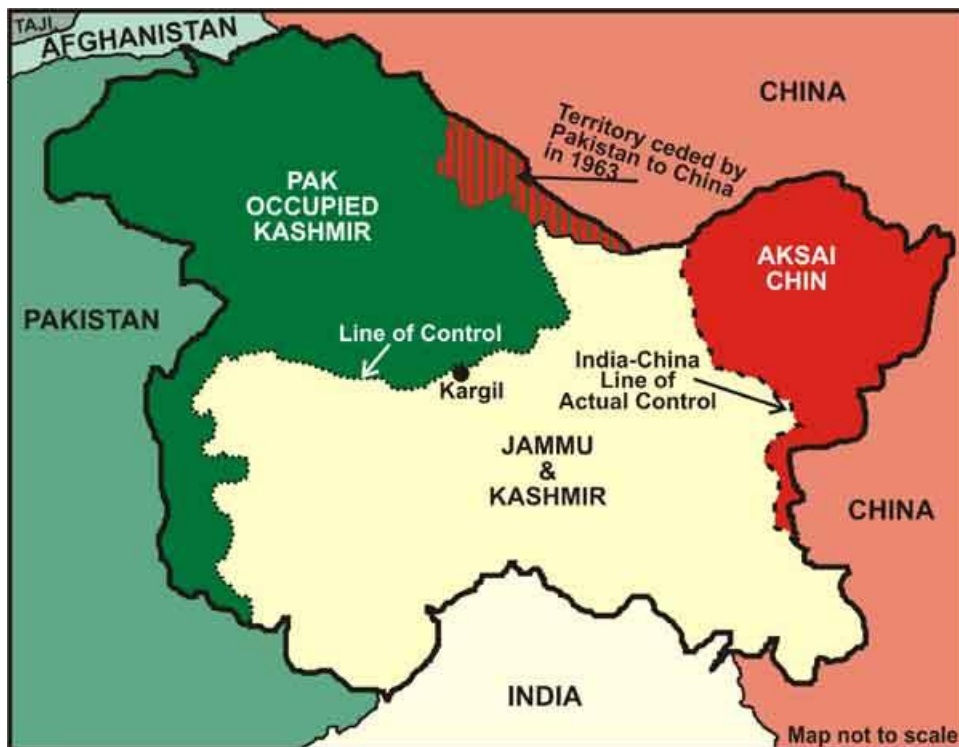 TAJI.
AFGHANISTAN
CHINA
Territory ceded by
Pakistan to China
in 1963
PAK
OCCUPIED
KASHMIR
AKSAI
CHIN
PAKISTAN
Line of Control
India-China
Line of
Actual Control
Kargil
JAMMU
&
KASHMIR
CHINA
INDIA
Map not to scale